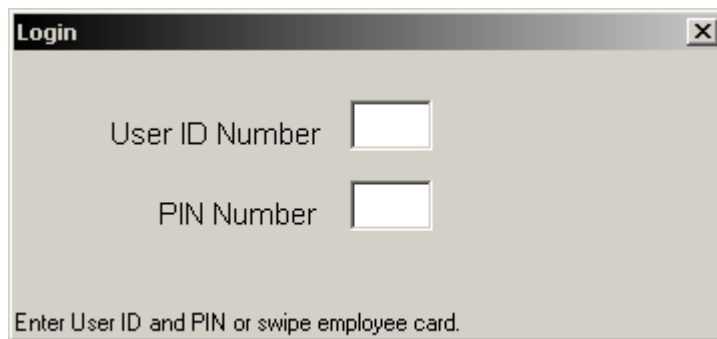 Login
User ID Number
PIN Number
Enter User ID and PIN or swipe employee card.